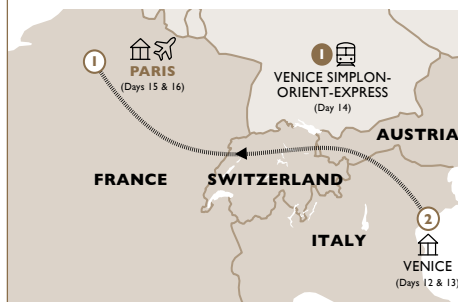 1
PARIS
(Days 15 & 16)
1
VENICE SIMPLON-
ORIENT-EXPRESS
(Day 14)
AUSTRIA
FRANCE
SWITZERLAND
2
ITALY
VENICE
(Days 12 & 13)